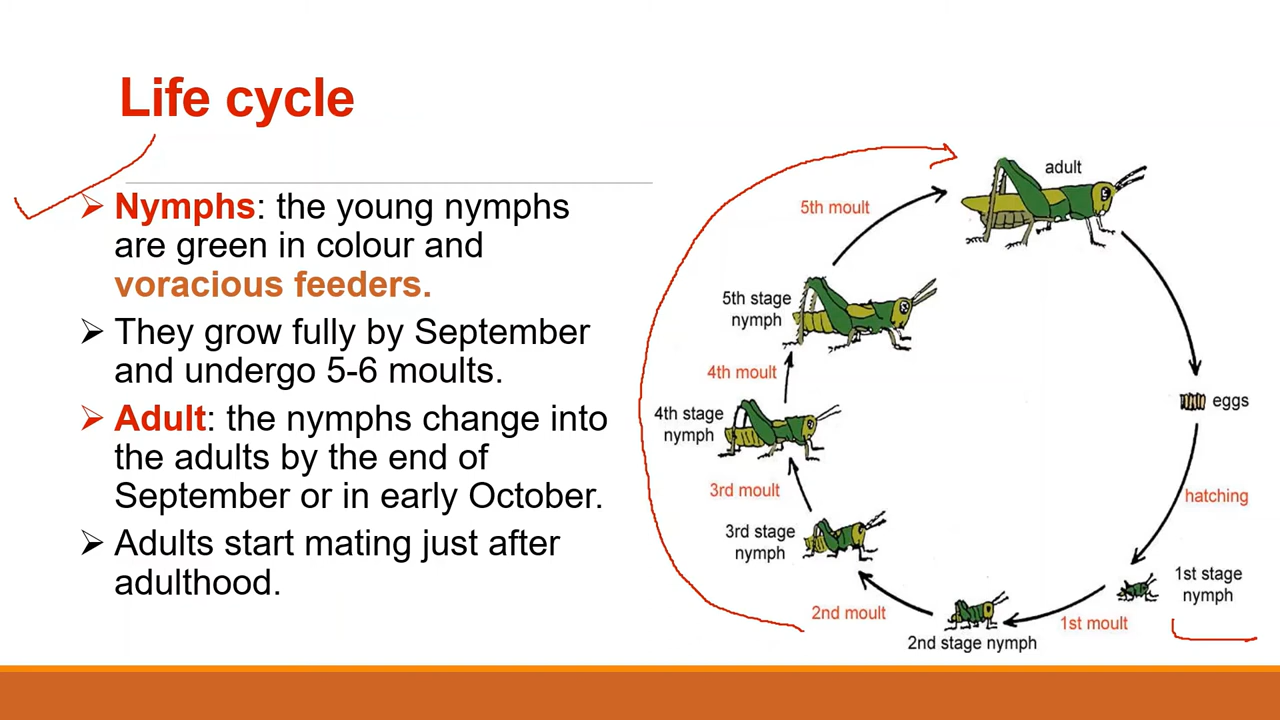 Life cycle
➢ Nymphs: the young nymphs
are green in colour and
voracious feeders.
➢ They grow fully by September
and undergo 5-6 moults.
➢ Adult: the nymphs change into
the adults by the end of
September or in early October.
➢ Adults start mating just after
adulthood.
adult
5th moult
5th stage
nymph
4th moult
4th stage
nymph
3rd moult
3rd stage
nymph
2nd moult
2nd stage nymph
1st moult
1st stage
nymph
hatching
eggs